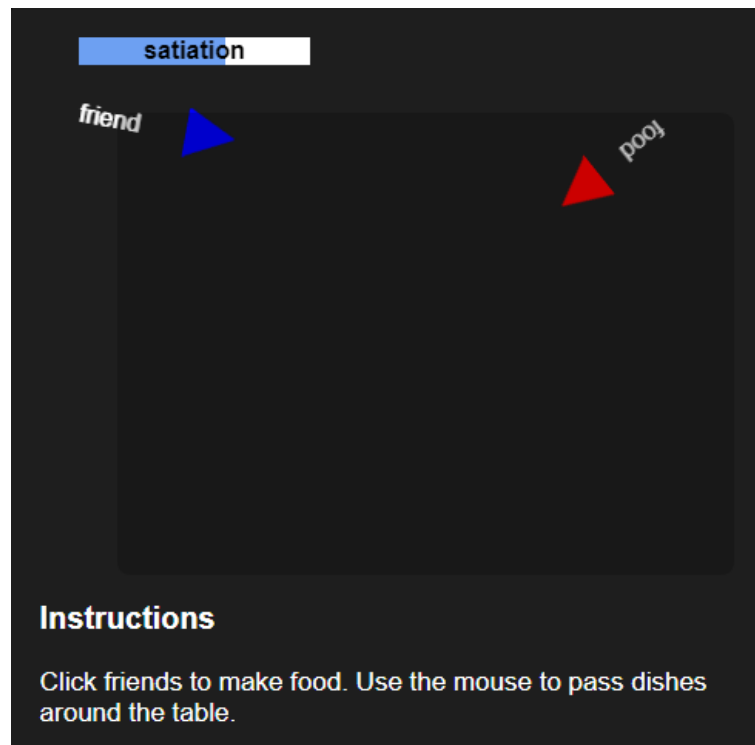 satiation
friend
food
Instructions
Click friends to make food. Use the mouse to pass dishes
around the table.